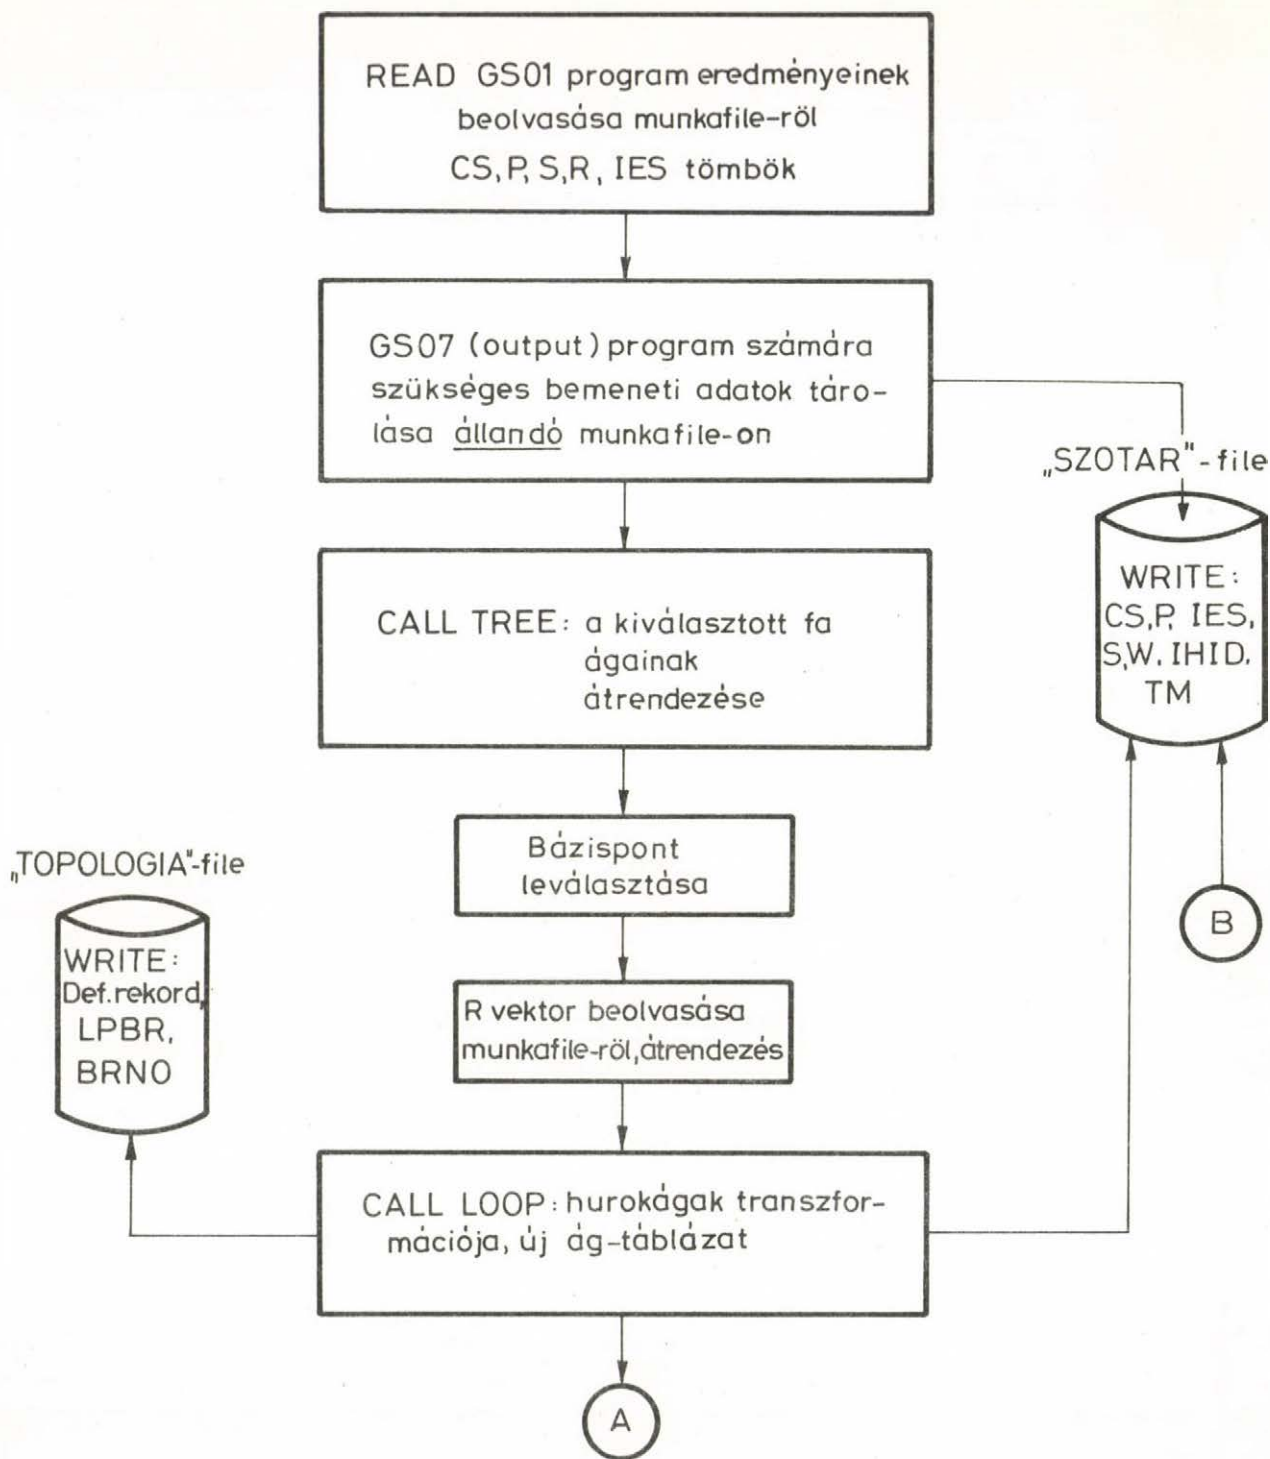 READ GS01 program eredményeinek
beolvasása munkafile-ről
CS, P, S, R, IES tömbök
GS07 (output) program számára
szükséges bemeneti adatok táro-
lása állandó munkafile-on
„SZOTAR"-file
WRITE:
CS, P, IES,
S, W, IHID,
TM
CALL TREE: a kiválasztott fa
ágainak
átrendezése
Bázispont
leválasztása
„TOPOLOGIA"-file
WRITE:
Def. rekord,
LPBR,
BRNO
B
R vektor beolvasása
munkafile-ről, átrendezés
CALL LOOP: hurokágak transzfor-
mációja, új ág-táblázat
A